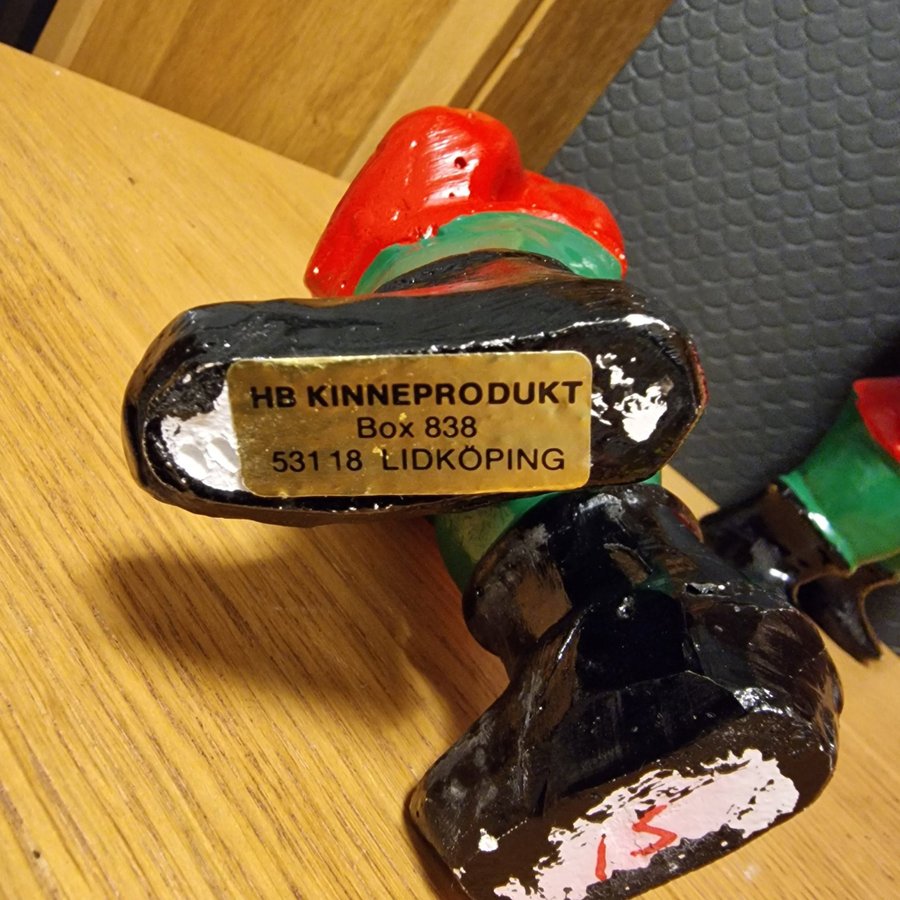 HB KINNEPRODUKT
Box 838
531 18 LIDKÖPING
15